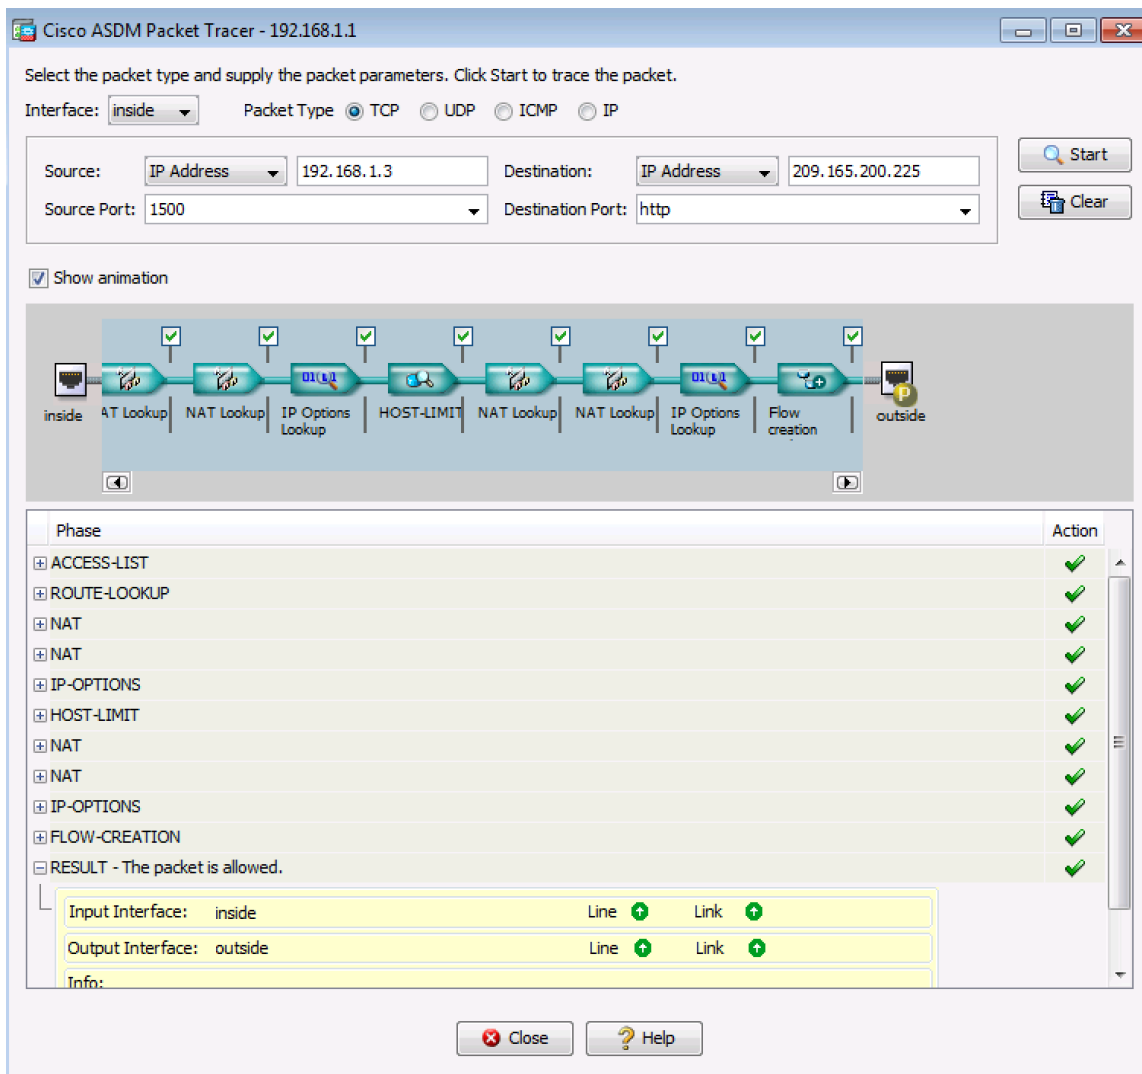 Cisco ASDM Packet Tracer - 192.168.1.1
Select the packet type and supply the packet parameters. Click Start to trace the packet.
Interface: inside Packet Type TCP UDP ICMP IP
Source: IP Address 192.168.1.3 Destination: IP Address 209.165.200.225 Start
Source Port: 1500 Destination Port: http Clear
Show animation
inside AT Lookup NAT Lookup IP Options Lookup HOST-LIMIT NAT Lookup NAT Lookup IP Options Lookup Flow creation outside
Phase Action
ACCESS-LIST
ROUTE-LOOKUP
NAT
NAT
IP-OPTIONS
HOST-LIMIT
NAT
NAT
IP-OPTIONS
FLOW-CREATION
RESULT - The packet is allowed.
Input Interface: inside Line Link
Output Interface: outside Line Link
Info:
Close Help